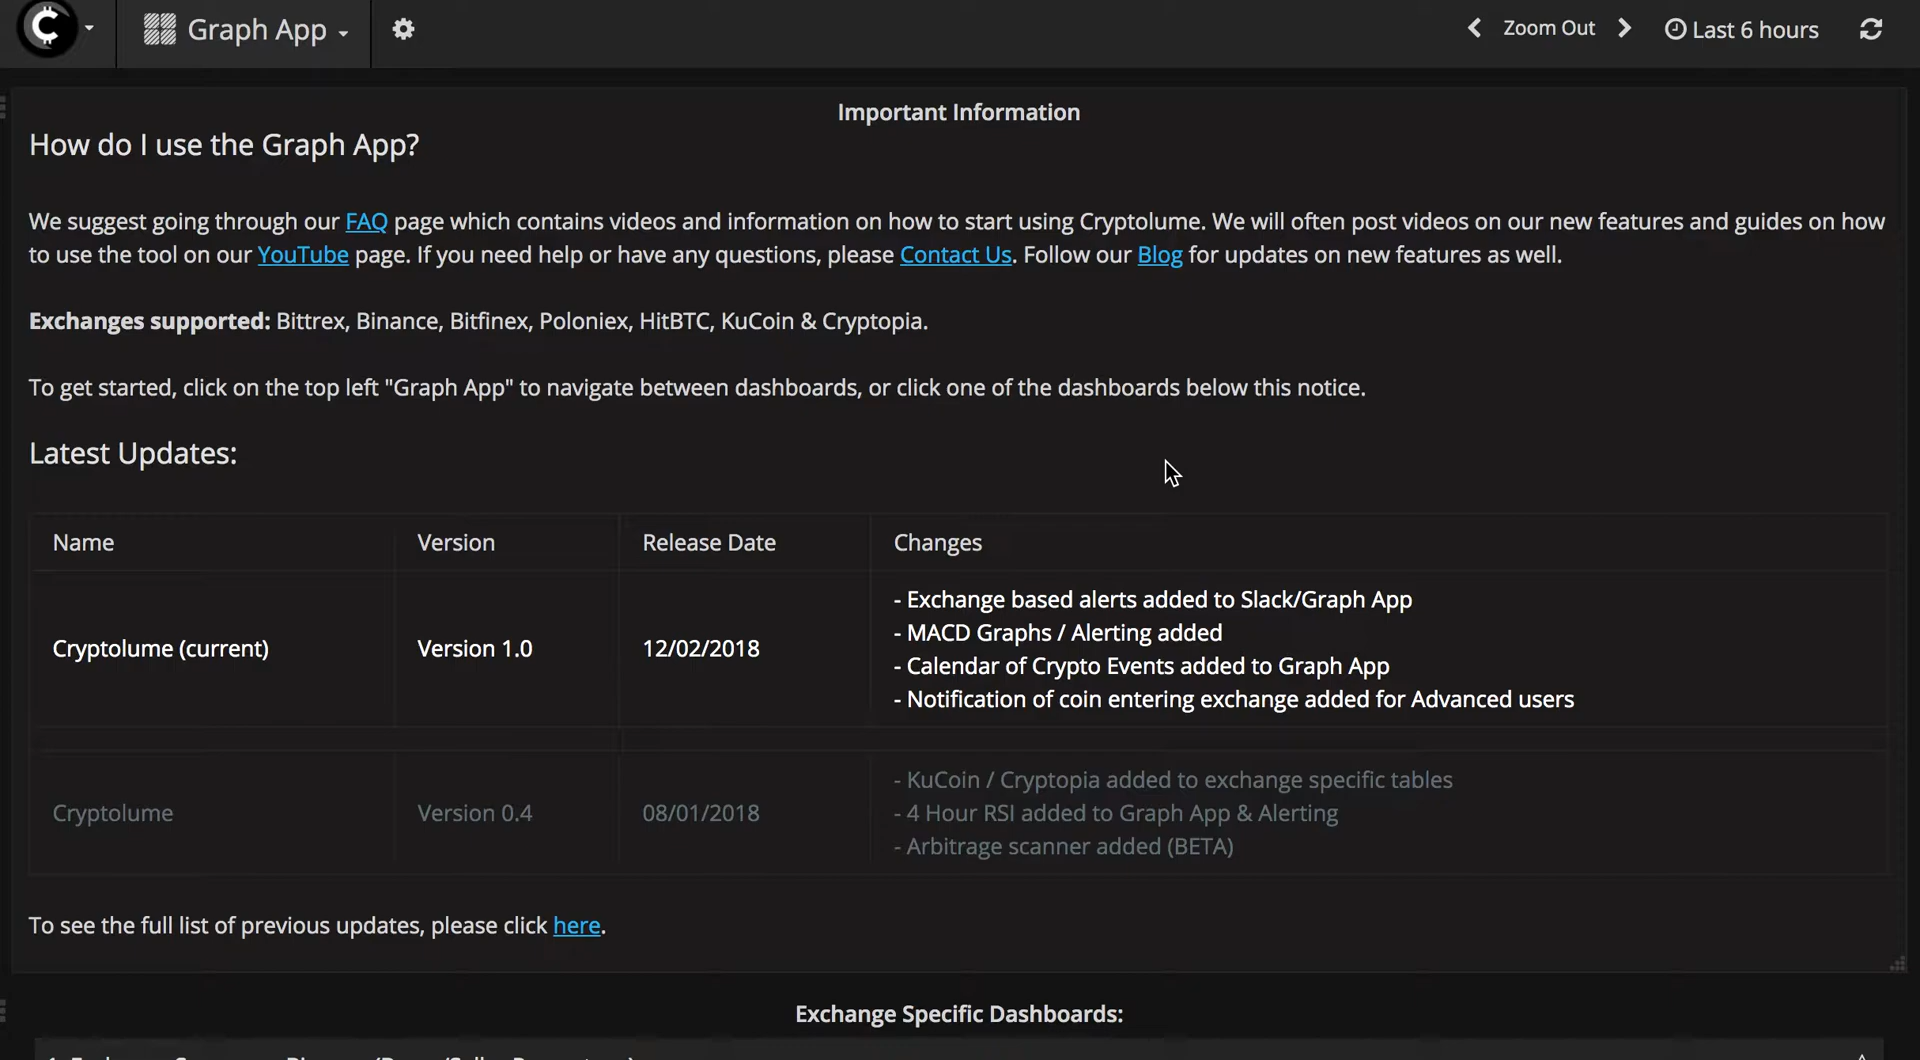 Graph App
Zoom Out
Last 6 hours
Important Information
How do I use the Graph App?
We suggest going through our FAQ page which contains videos and information on how to start using Cryptolume. We will often post videos on our new features and guides on how
to use the tool on our YouTube page. If you need help or have any questions, please Contact Us. Follow our Blog for updates on new features as well.
Exchanges supported: Bittrex, Binance, Bitfinex, Poloniex, HitBTC, KuCoin & Cryptopia.
To get started, click on the top left "Graph App" to navigate between dashboards, or click one of the dashboards below this notice.
Latest Updates:
Name Version Release Date Changes
- Exchange based alerts added to Slack/Graph App
- MACD Graphs / Alerting added
Cryptolume (current) Version 1.0 12/02/2018
- Calendar of Crypto Events added to Graph App
- Notification of coin entering exchange added for Advanced users
- KuCoin / Cryptopia added to exchange specific tables
Cryptolume Version 0.4 08/01/2018 - 4 Hour RSI added to Graph App & Alerting
- Arbitrage scanner added (BETA)
To see the full list of previous updates, please click here.
Exchange Specific Dashboards: